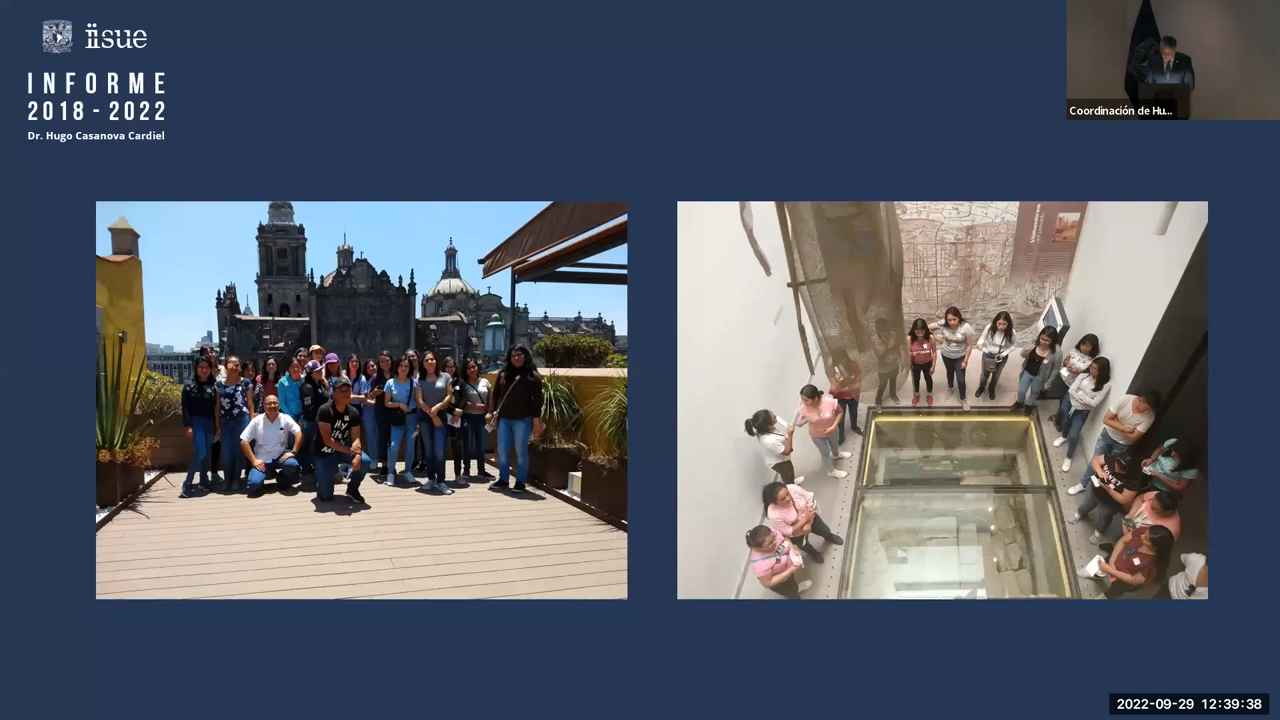 iisue
INFORME
2018-2022
Dr. Hugo Casanova Cardiel
Coordinación de Hu...
2022-09-29 12:39:38